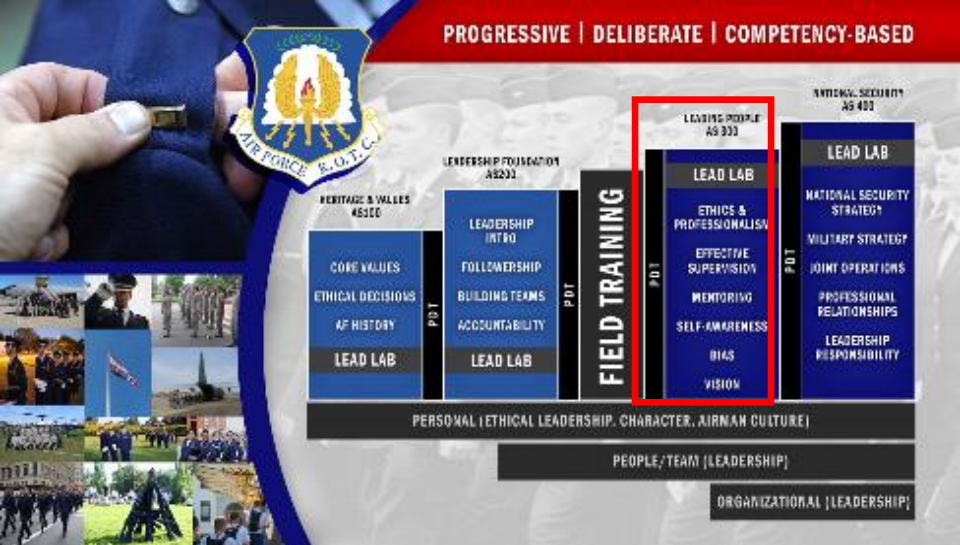 PROGRESSIVE | DELIBERATE | COMPETENCY-BASED
AIR FORCE R.O.T.C.
HERITAGE & VALUES
AS100
CORE VALUES
ETHICAL DECISIONS
AF HISTORY
LEAD LAB
PDT
LEADERSHIP FOUNDATION
AS200
LEADERSHIP
INTRO
FOLLOWERSHIP
BUILDING TEAMS
ACCOUNTABILITY
LEAD LAB
PDT
FIELD TRAINING
PDT
LEADING PEOPLE
AS 300
LEAD LAB
ETHICS &
PROFESSIONALISM
EFFECTIVE
SUPERVISION
MENTORING
SELF-AWARENESS
BIAS
VISION
PDT
NATIONAL SECURITY
AS 400
LEAD LAB
NATIONAL SECURITY
STRATEGY
MILITARY STRATEGY
JOINT OPERATIONS
PROFESSIONAL
RELATIONSHIPS
LEADERSHIP
RESPONSIBILITY
PERSONAL (ETHICAL LEADERSHIP, CHARACTER, AIRMAN CULTURE)
PEOPLE/TEAM (LEADERSHIP)
ORGANIZATIONAL (LEADERSHIP)